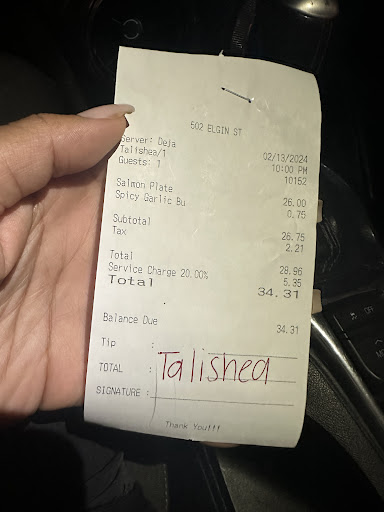 502 ELGIN ST
Server: Deja
Talishea/1 02/13/2024
Guests: 1 10:00 PM
10152
Salmon Plate 26.00
Spicy Garlic Bu 0.75
Subtotal 26.75
Tax 2.21
Total 28.96
Service Charge 20.00% 5.35
Total 34.31
Balance Due 34.31
Tip :
TOTAL : Talishea
SIGNATURE :
Thank You!!!